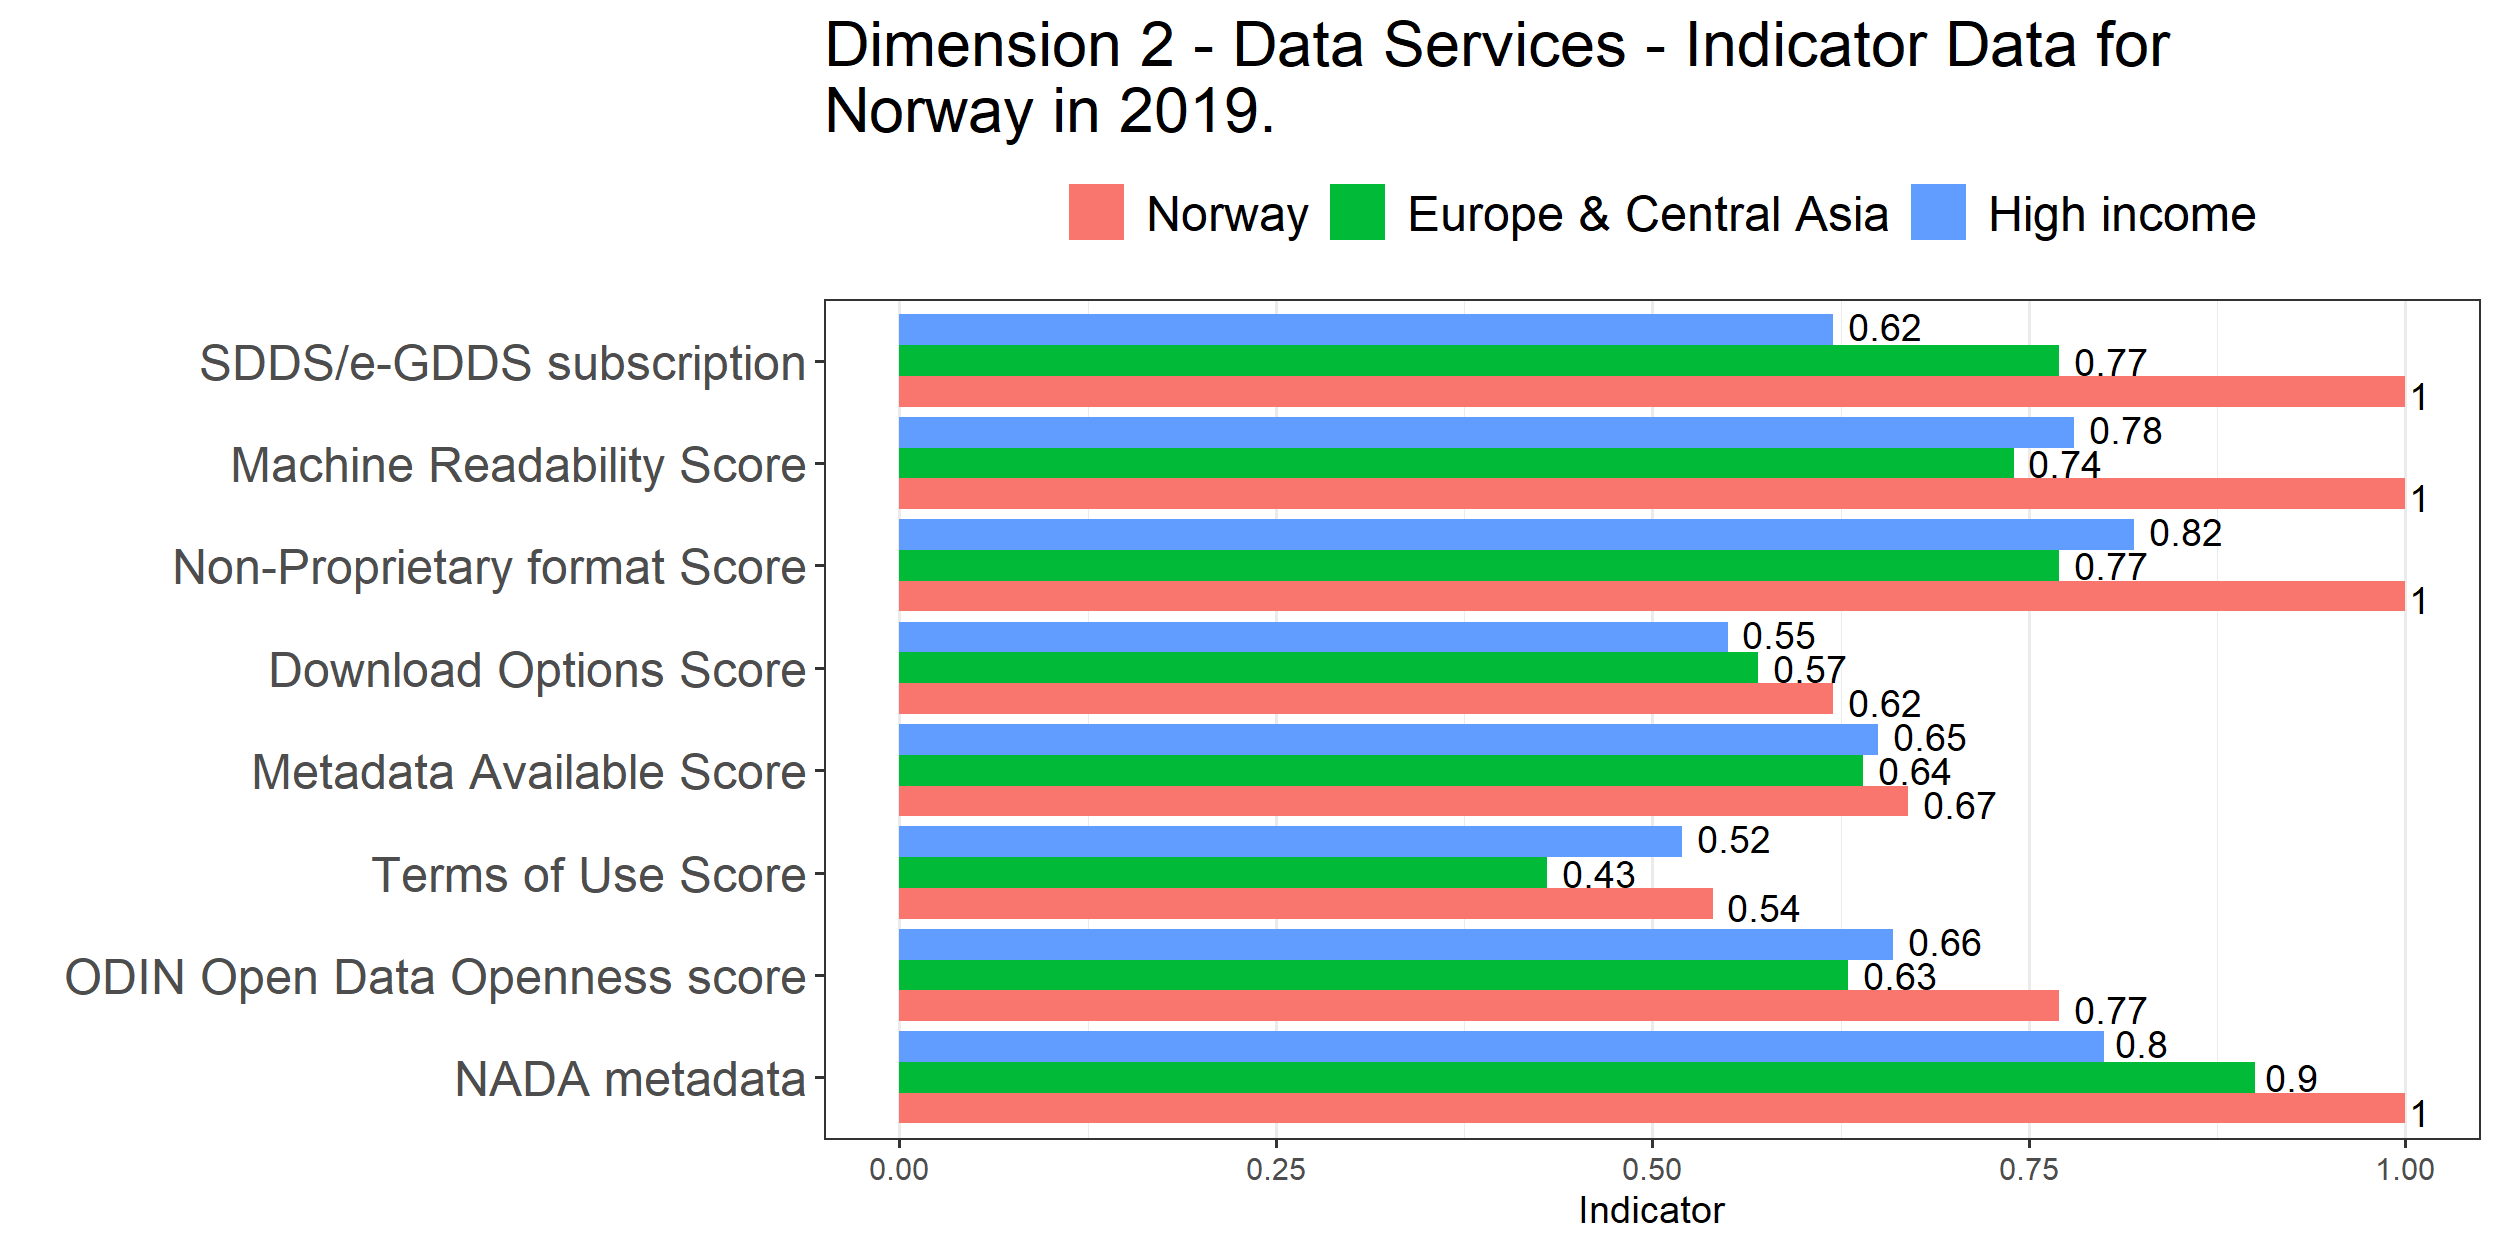 Dimension 2 - Data Services - Indicator Data for
Norway in 2019.
Norway
Europe & Central Asia
High income
SDDS/e-GDDS subscription
0.62
0.77
1
Machine Readability Score
0.78
0.74
1
Non-Proprietary format Score
0.82
0.77
1
Download Options Score
0.55
0.57
0.62
Metadata Available Score
0.65
0.64
0.67
Terms of Use Score
0.52
0.43
0.54
ODIN Open Data Openness score
0.66
0.63
0.77
NADA metadata
0.8
0.9
1
0.00 0.25 0.50 0.75 1.00
Indicator